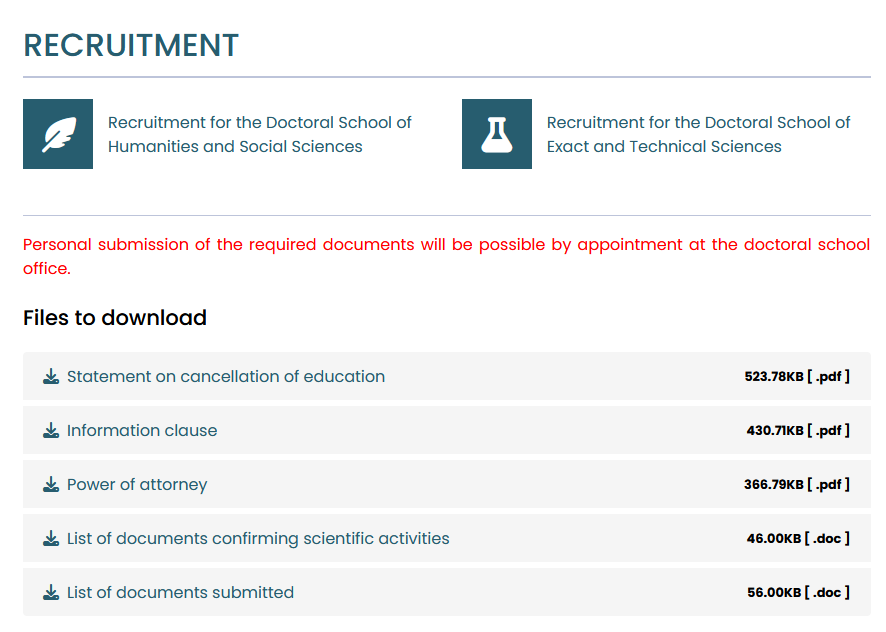 RECRUITMENT
Recruitment for the Doctoral School of
Humanities and Social Sciences
Recruitment for the Doctoral School of
Exact and Technical Sciences
Personal submission of the required documents will be possible by appointment at the doctoral school
office.
Files to download
Statement on cancellation of education 523.78KB [ .pdf ]
Information clause 430.71KB [ .pdf ]
Power of attorney 366.79KB [ .pdf ]
List of documents confirming scientific activities 46.00KB [ .doc ]
List of documents submitted 56.00KB [ .doc ]